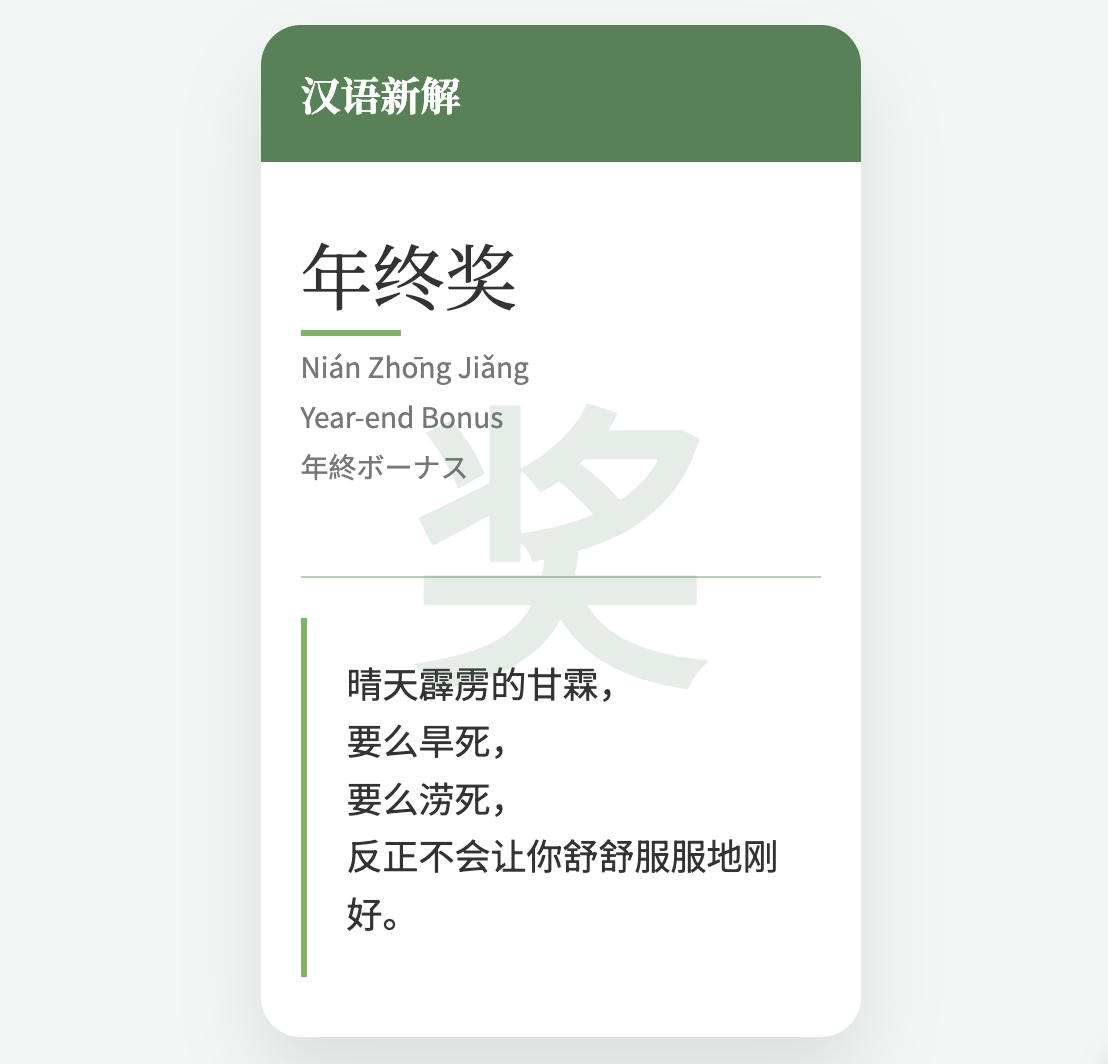 汉语新解
年终奖
Nián Zhōng Jiǎng
Year-end Bonus
年終ボーナス
奖
晴天霹雳的甘霖，
要么旱死，
要么涝死，
反正不会让你舒舒服服地刚
好。